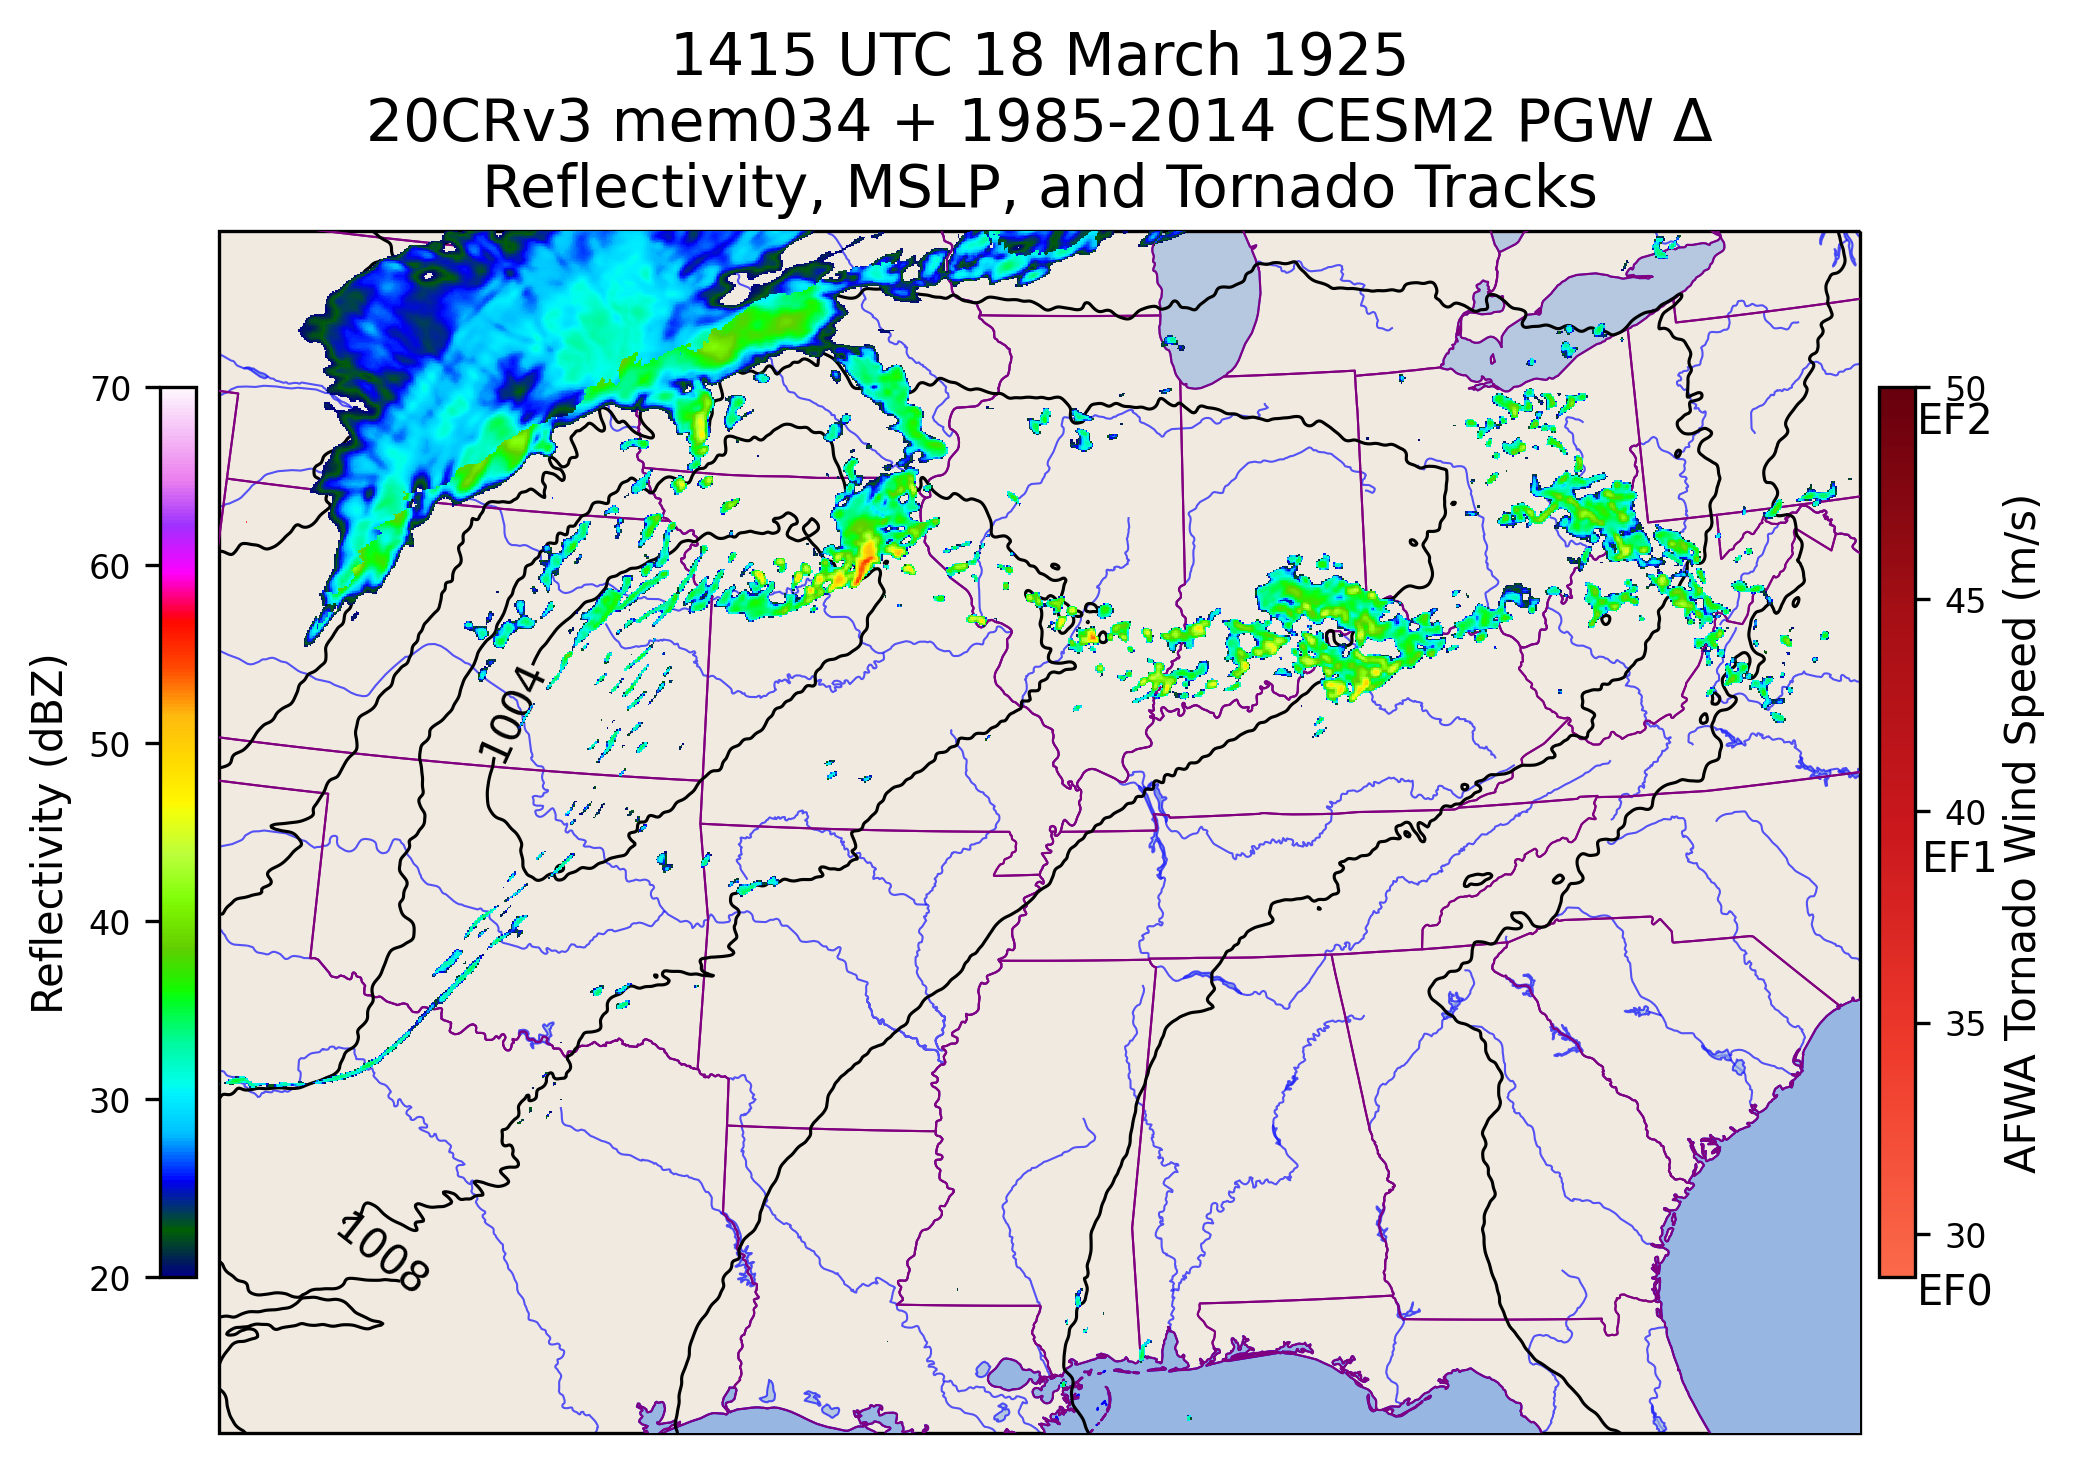 1415 UTC 18 March 1925
20CRv3 mem034 + 1985-2014 CESM2 PGW Δ
Reflectivity, MSLP, and Tornado Tracks
Reflectivity (dBZ)
70
60
50
40
30
20
1004
1008
50
EF2
45
40
EF1
35
30
EF0
AFWA Tornado Wind Speed (m/s)